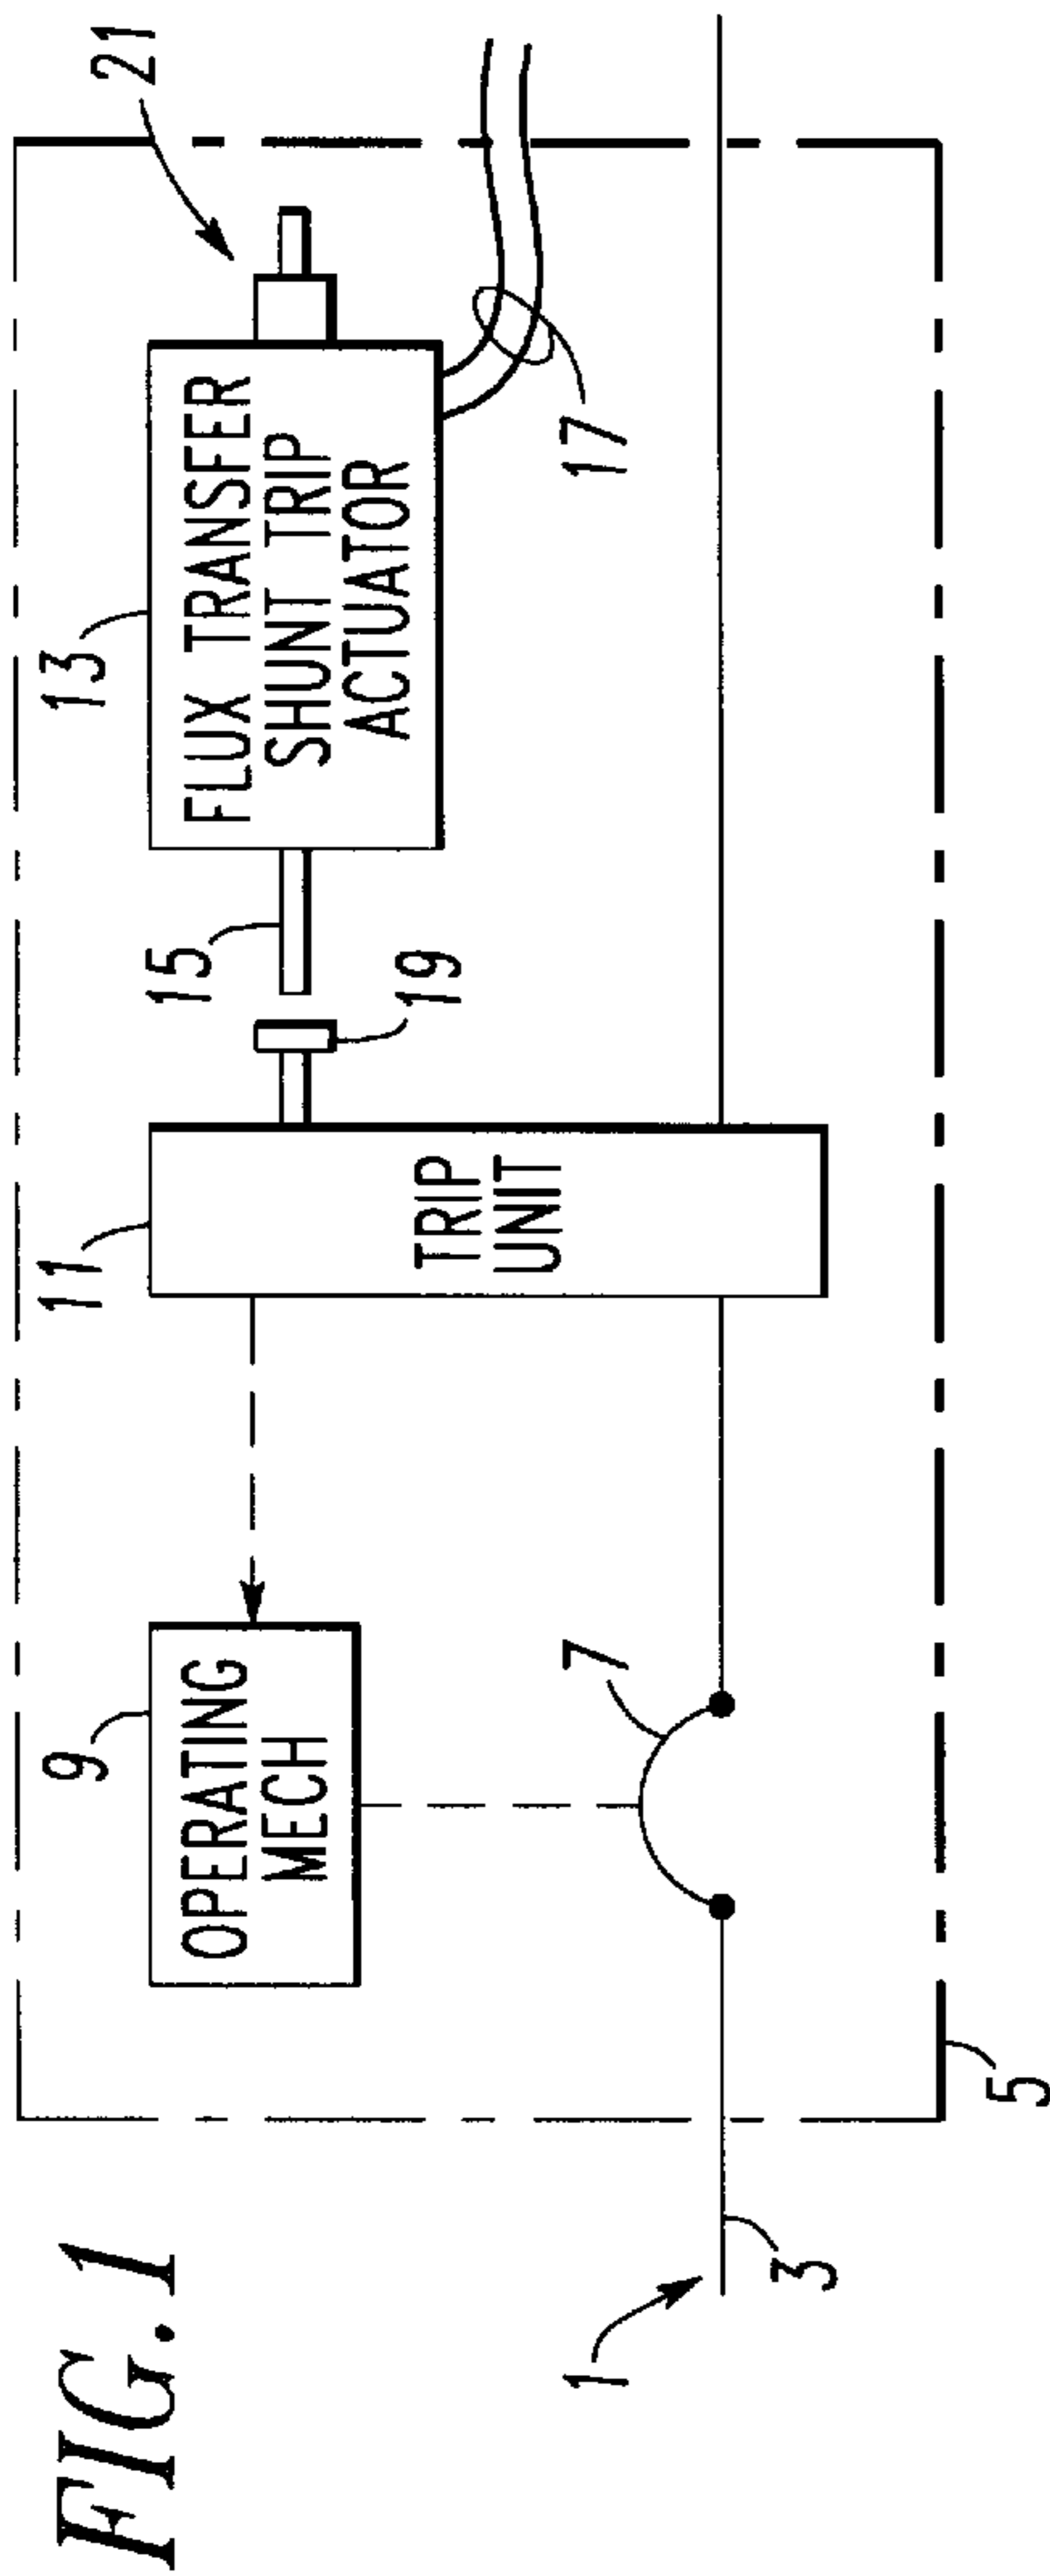 FIG. 1
21
13
FLUX TRANSFER
SHUNT TRIP
ACTUATOR
17
15
19
11
TRIP
UNIT
9
OPERATING
MECH
7
5
3
1